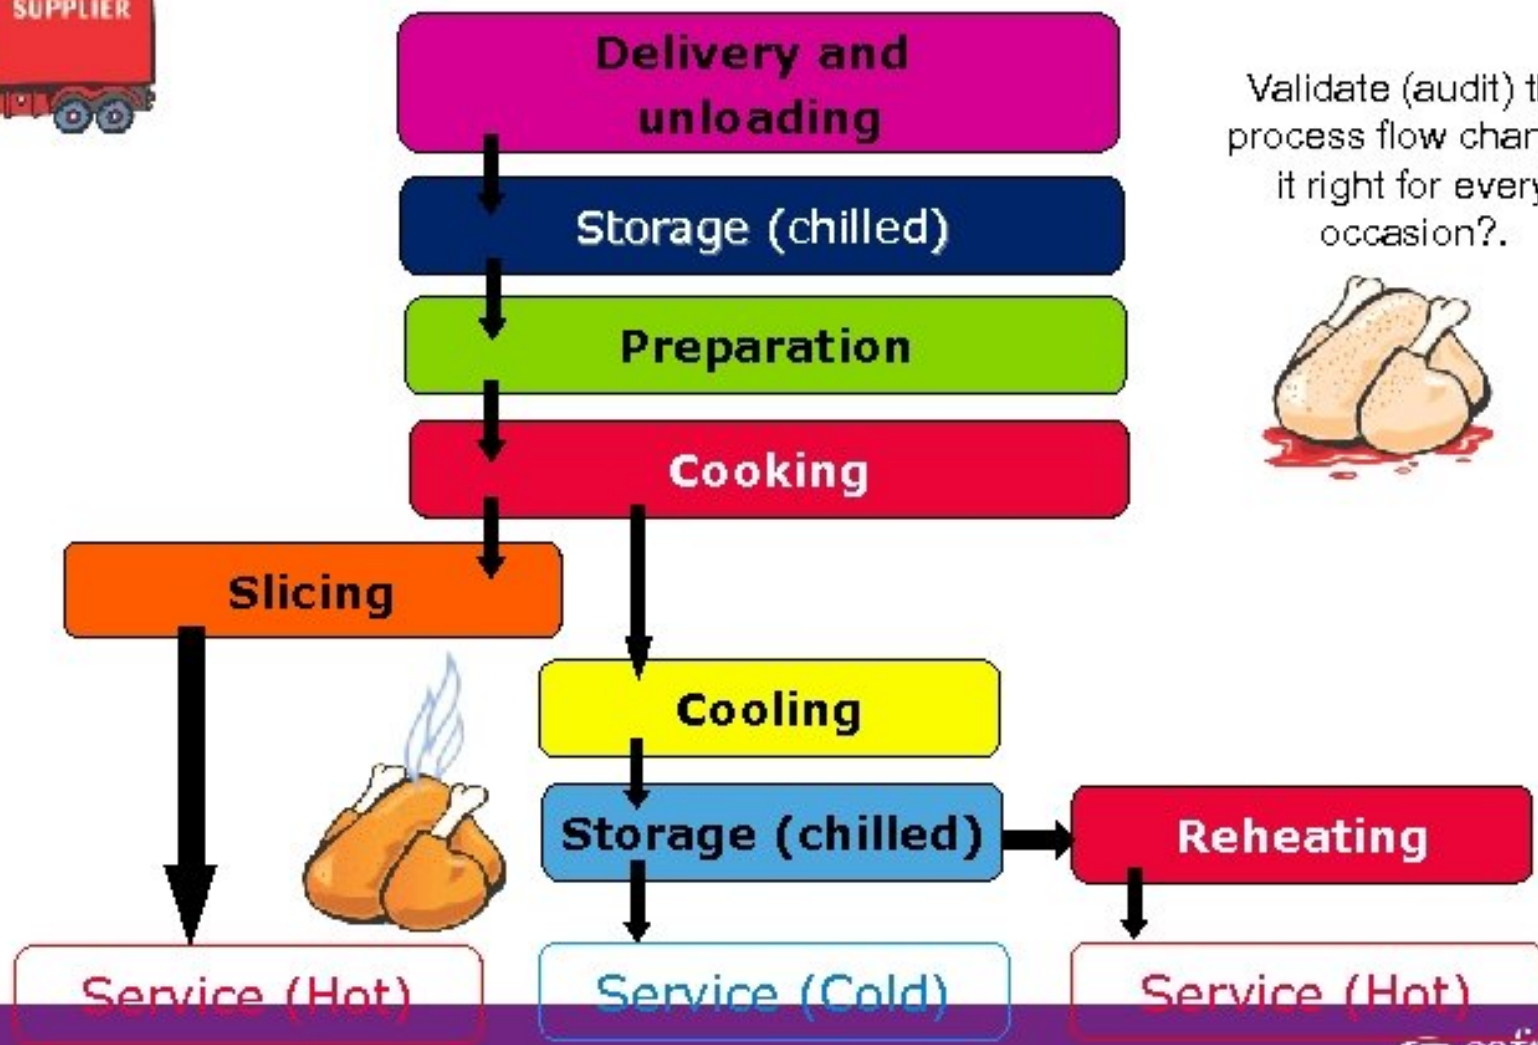 SUPPLIER
Delivery and
unloading
Validate (audit)
process flow
it right for every
occasion?.
Storage (chilled)
Preparation
Cooking
Slicing
Cooling
Storage (chilled)
Reheating
Service (Hot)
Service (Cold)
Service (Hot)